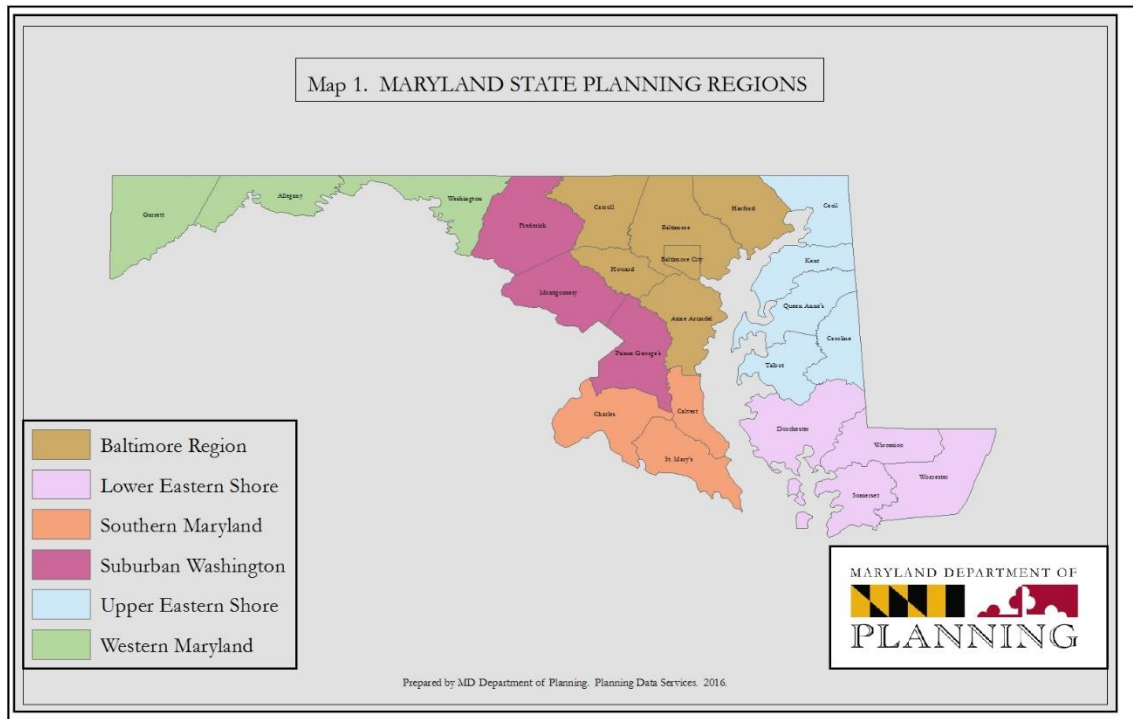 Map 1. MARYLAND STATE PLANNING REGIONS
Garrett
Allegany
Washington
Frederick
Carroll
Baltimore
Harford
Cecil
Baltimore City
Howard
Kent
Montgomery
Queen Anne's
Anne Arundel
Caroline
Prince George's
Talbot
Charles
Calvert
Dorchester
St. Mary's
Wicomico
Worcester
Somerset
Baltimore Region
Lower Eastern Shore
Southern Maryland
Suburban Washington
Upper Eastern Shore
Western Maryland
MARYLAND DEPARTMENT OF
PLANNING
Prepared by MD Department of Planning. Planning Data Services. 2016.